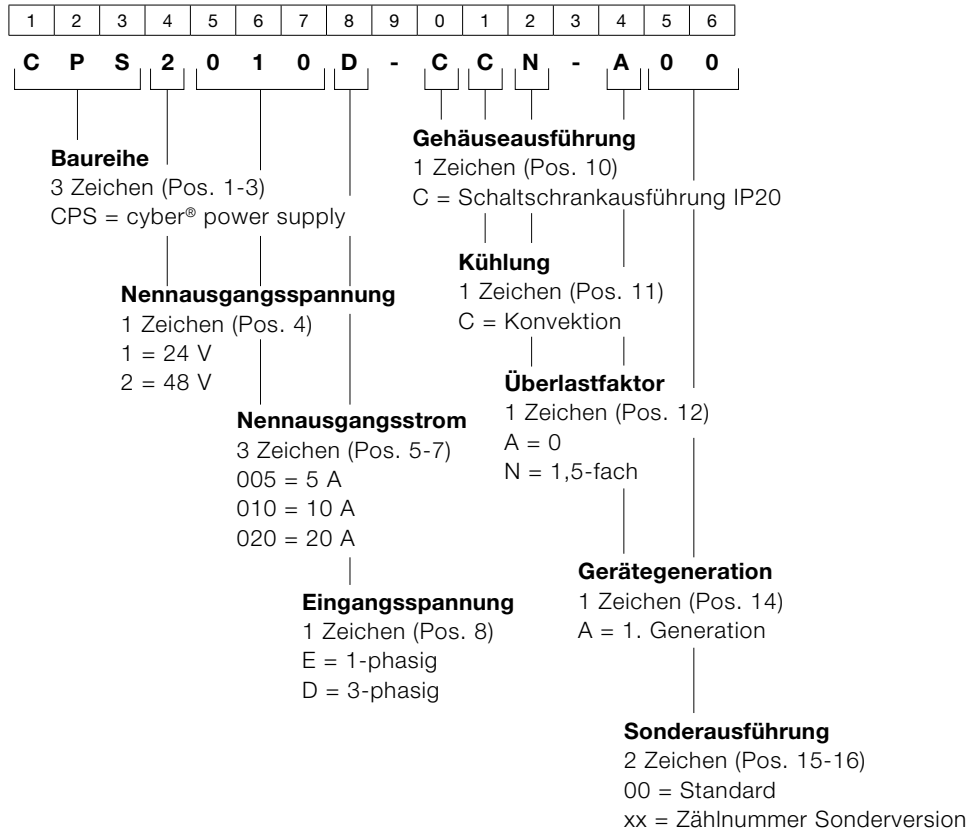 1 2 3 4 5 6 7 8 9 0 1 2 3 4 5 6
C P S 2 0 1 0 D - C C N - A 0 0
Baureihe
3 Zeichen (Pos. 1-3)
CPS = cyber® power supply
Nennausgangsspannung
1 Zeichen (Pos. 4)
1 = 24 V
2 = 48 V
Nennausgangsstrom
3 Zeichen (Pos. 5-7)
005 = 5 A
010 = 10 A
020 = 20 A
Eingangsspannung
1 Zeichen (Pos. 8)
E = 1-phasig
D = 3-phasig
Gehäuseausführung
1 Zeichen (Pos. 10)
C = Schaltschrankausführung IP20
Kühlung
1 Zeichen (Pos. 11)
C = Konvektion
Überlastfaktor
1 Zeichen (Pos. 12)
A = 0
N = 1,5-fach
Gerätegeneration
1 Zeichen (Pos. 14)
A = 1. Generation
Sonderausführung
2 Zeichen (Pos. 15-16)
00 = Standard
xx = Zählnummer Sonderversion